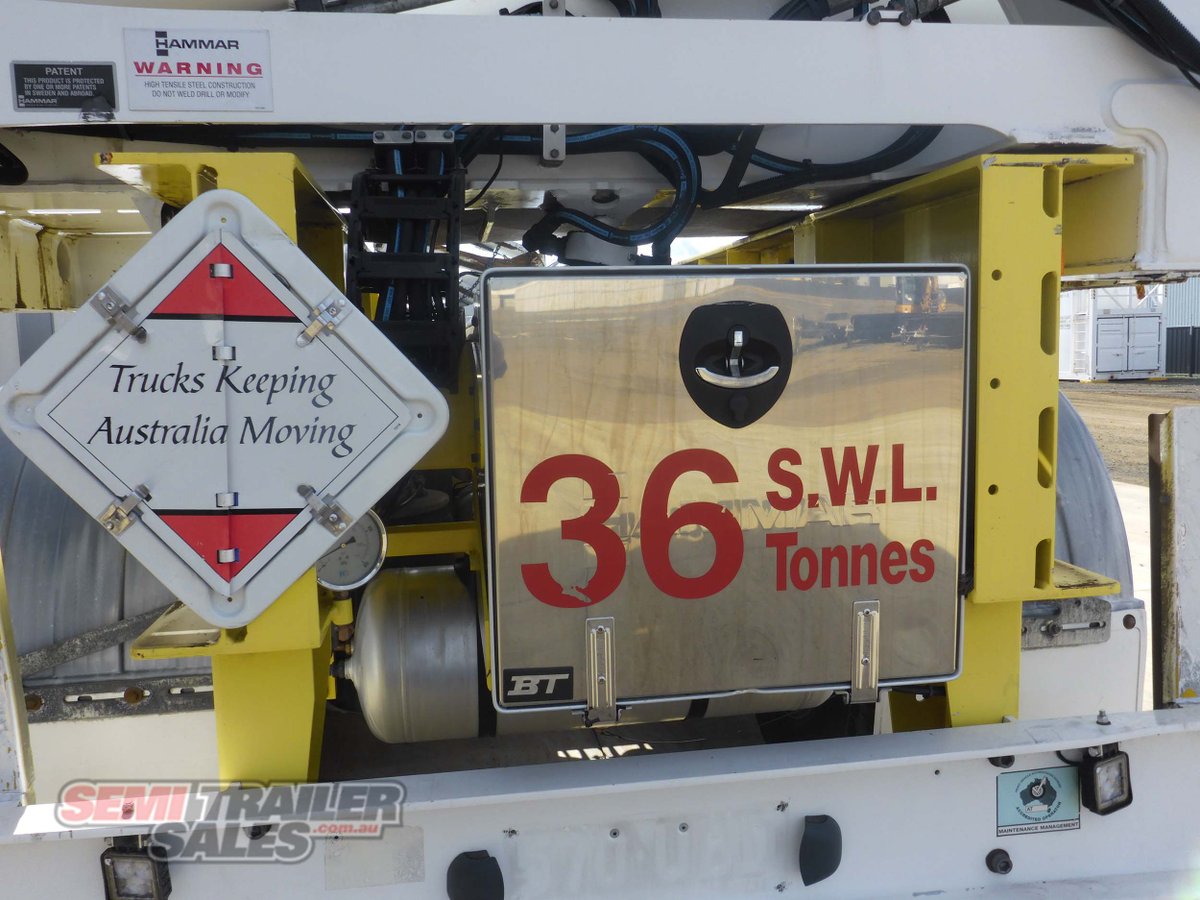 HAMMAR
WARNING
HIGH TENSILE STEEL CONSTRUCTION
DO NOT WELD DRILL OR MODIFY
PATENT
THIS PRODUCT IS PROTECTED
BY ONE OR MORE PATENTS
IN SWEDEN AND ABROAD.
HAMMAR
Trucks Keeping
Australia Moving
36 S.W.L.
Tonnes
BT
SEMI TRAILER
SALES .com.au
ACCREDITED OPERATOR
MAINTENANCE MANAGEMENT